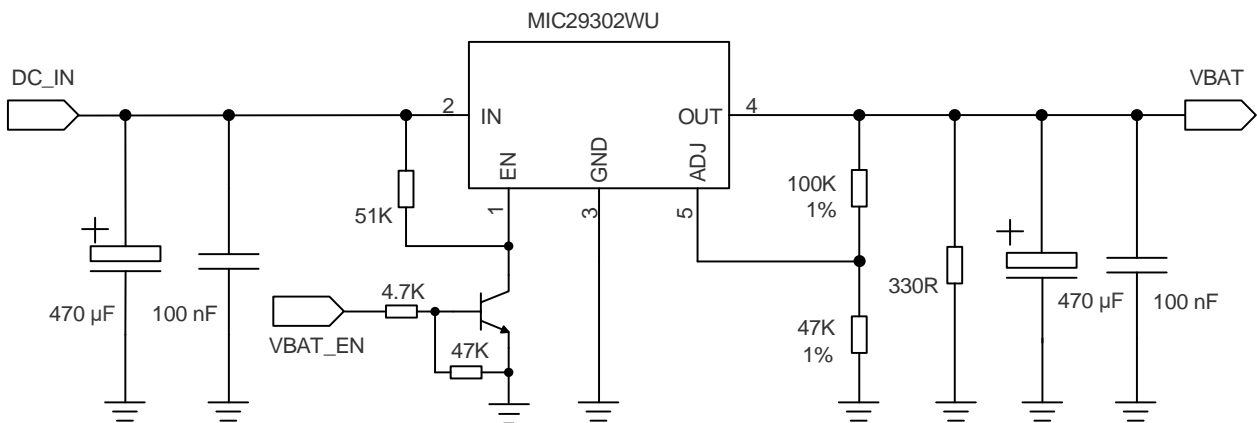 MIC29302WU
DC_IN
VBAT
2
IN
OUT
4
EN
GND
ADJ
1
3
5
51K
100K
1%
470 µF
100 nF
4.7K
VBAT_EN
47K
47K
1%
330R
470 µF
100 nF